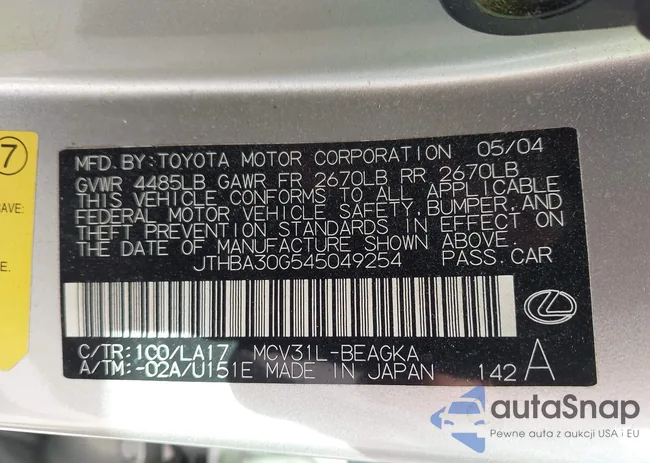 7
AVE:
MFD.BY:TOYOTA MOTOR CORPORATION 05/04
GVWR 4485LB GAWR FR 2670LB RR 2670LB
THIS VEHICLE CONFORMS TO ALL APPLICABLE
FEDERAL MOTOR VEHICLE SAFETY,BUMPER,AND
THEFT PREVENTION STANDARDS IN EFFECT ON
THE DATE OF MANUFACTURE SHOWN ABOVE.
JTHBA30G545049254 PASS.CAR
C/TR:1C0/LA17 MCV31L-BEAGKA
A/TM:-02A/U151E MADE IN JAPAN 142 A
autaSnap
Pewne auta z aukcji USA i EU